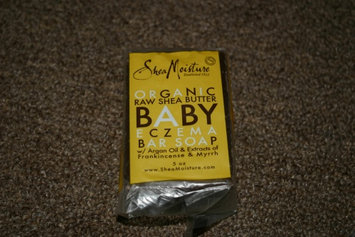 SheaMoisture
ORGANIC
RAW SHEA BUTTER
BABY
ECZEMA
BAR SOAP
w/ Argan Oil & Extracts of
Frankincense & Myrrh
5 oz
www.SheaMoisture.com